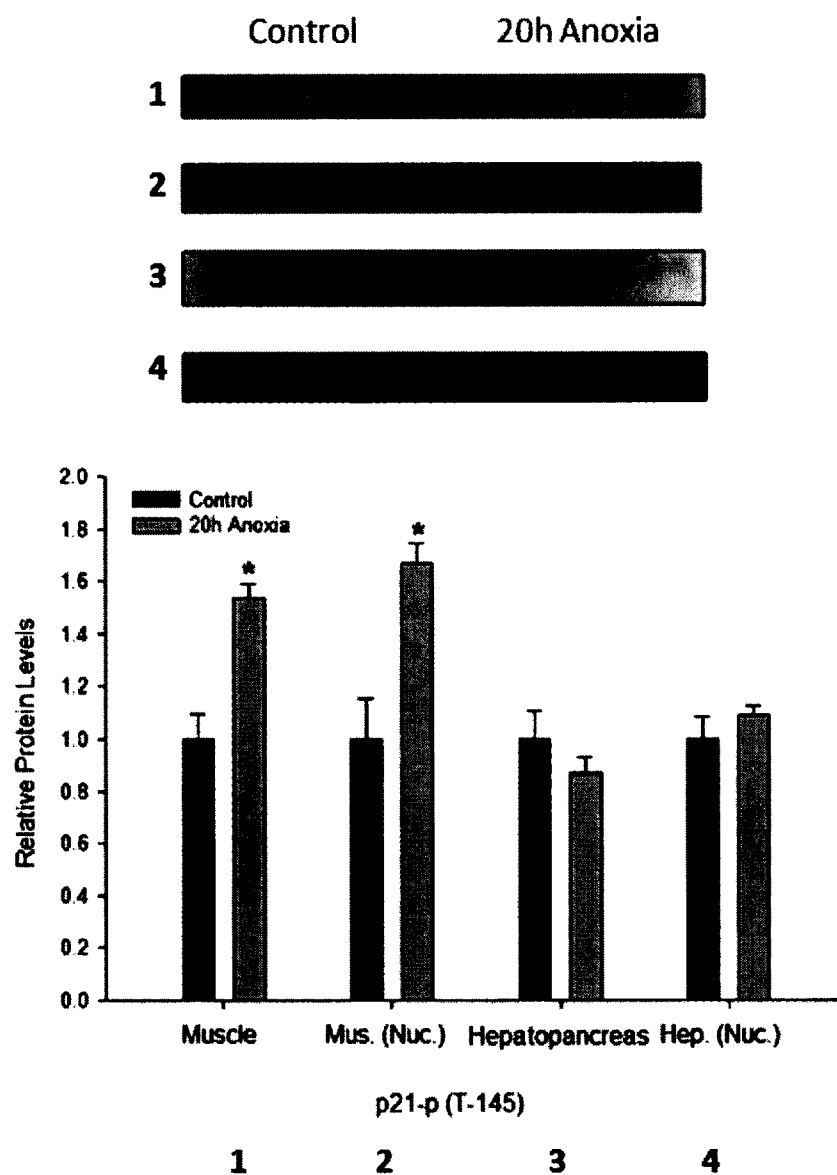 Control 20h Anoxia
1
2
3
4
2.0
1.8
1.6
1.4
1.2
1.0
0.8
0.6
0.4
0.2
0.0
Relative Protein Levels
Control
20h Anoxia
*
*
Muscle Mus. (Nuc.) Hepatopancreas Hep. (Nuc.)
p21-p (T-145)
1 2 3 4